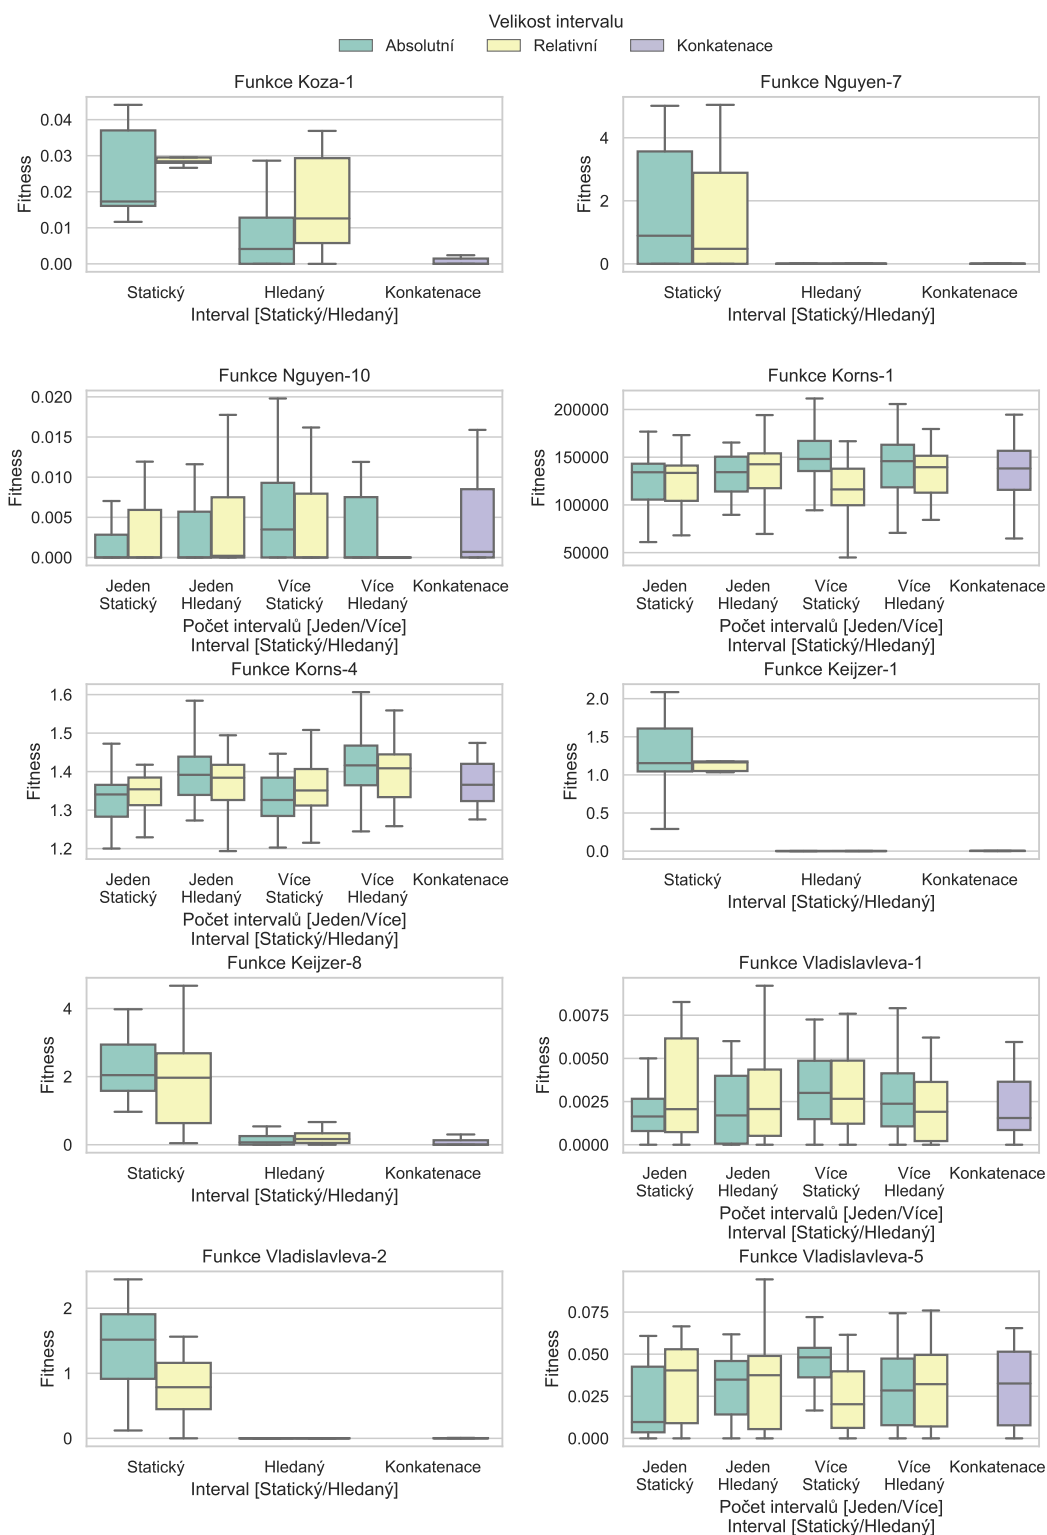 Velikost intervalu
Absolutní Relativní Konkatenace
Funkce Koza-1
Fitness
0.04
0.03
0.02
0.01
0.00
Statický Hledaný Konkatenace
Interval [Statický/Hledaný]
Funkce Nguyen-7
Fitness
4
2
0
Statický Hledaný Konkatenace
Interval [Statický/Hledaný]
Funkce Nguyen-10
Fitness
0.020
0.015
0.010
0.005
0.000
Jeden Jeden Více Více Konkatenace
Statický Hledaný Statický Hledaný
Počet intervalů [Jeden/Více]
Interval [Statický/Hledaný]
Funkce Korns-1
Fitness
200000
150000
100000
50000
Jeden Jeden Více Více Konkatenace
Statický Hledaný Statický Hledaný
Počet intervalů [Jeden/Více]
Interval [Statický/Hledaný]
Funkce Korns-4
Fitness
1.6
1.5
1.4
1.3
1.2
Jeden Jeden Více Více Konkatenace
Statický Hledaný Statický Hledaný
Počet intervalů [Jeden/Více]
Interval [Statický/Hledaný]
Funkce Keijzer-1
Fitness
2.0
1.5
1.0
0.5
0.0
Statický Hledaný Konkatenace
Interval [Statický/Hledaný]
Funkce Keijzer-8
Fitness
4
2
0
Statický Hledaný Konkatenace
Interval [Statický/Hledaný]
Funkce Vladislavleva-1
Fitness
0.0075
0.0050
0.0025
0.0000
Jeden Jeden Více Více Konkatenace
Statický Hledaný Statický Hledaný
Počet intervalů [Jeden/Více]
Interval [Statický/Hledaný]
Funkce Vladislavleva-2
Fitness
2
1
0
Statický Hledaný Konkatenace
Interval [Statický/Hledaný]
Funkce Vladislavleva-5
Fitness
0.075
0.050
0.025
0.000
Jeden Jeden Více Více Konkatenace
Statický Hledaný Statický Hledaný
Počet intervalů [Jeden/Více]
Interval [Statický/Hledaný]